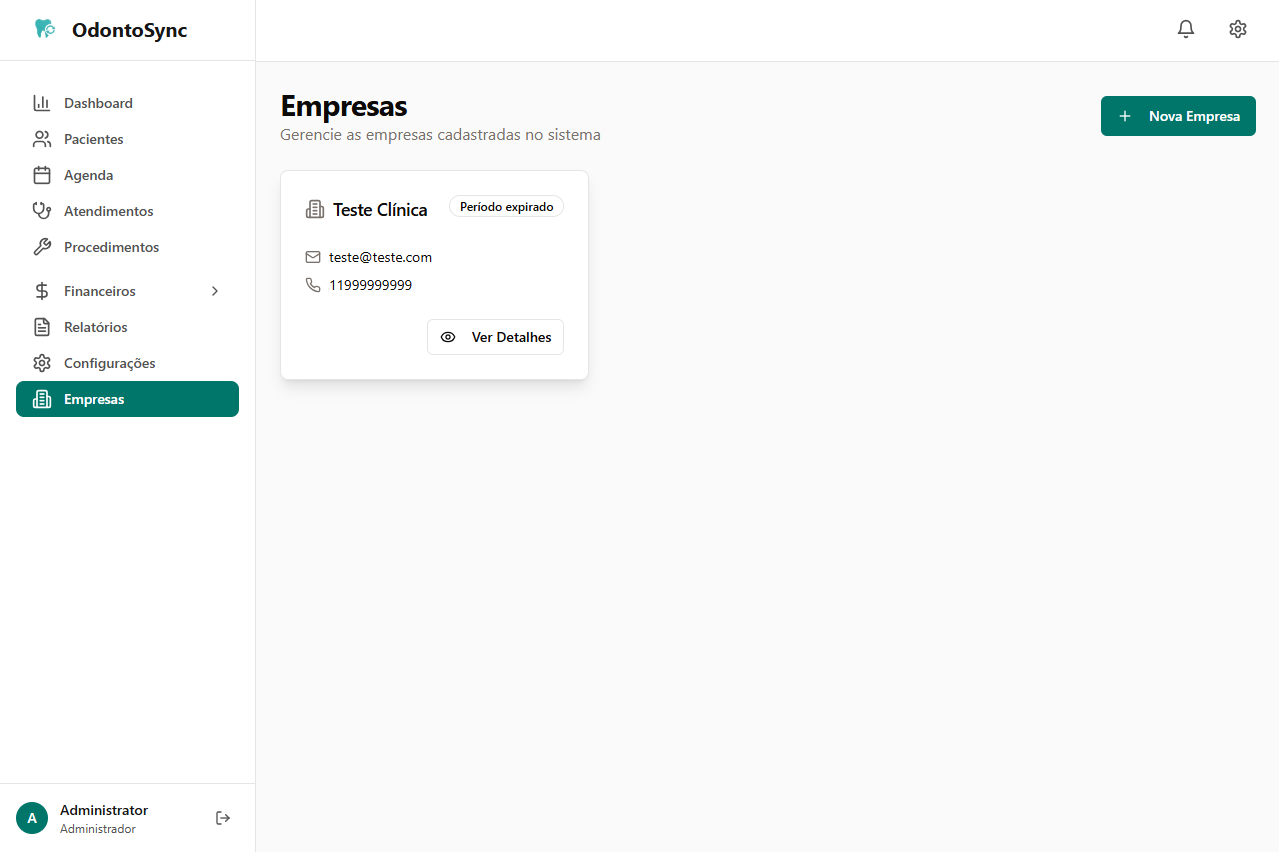 OdontoSync
Dashboard
Pacientes
Agenda
Atendimentos
Procedimentos
Financeiros
Relatórios
Configurações
Empresas
A
Administrator
Administrador
Empresas
Gerencie as empresas cadastradas no sistema
Nova Empresa
Teste Clínica
Período expirado
teste@teste.com
11999999999
Ver Detalhes